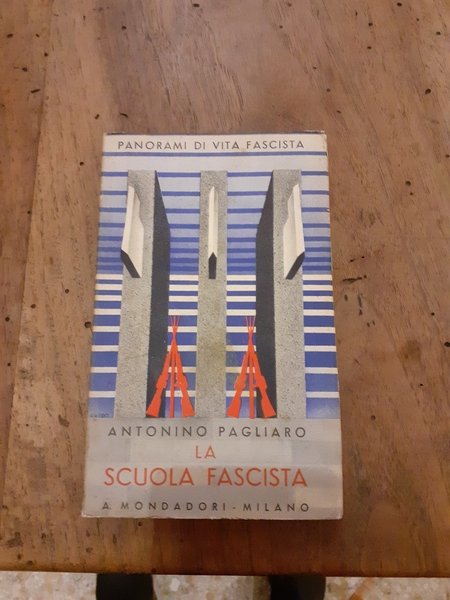 PANORAMI DI VITA FASCISTA
ANTONINO PAGLIARO
LA
SCUOLA FASCISTA
A. MONDADORI - MILANO